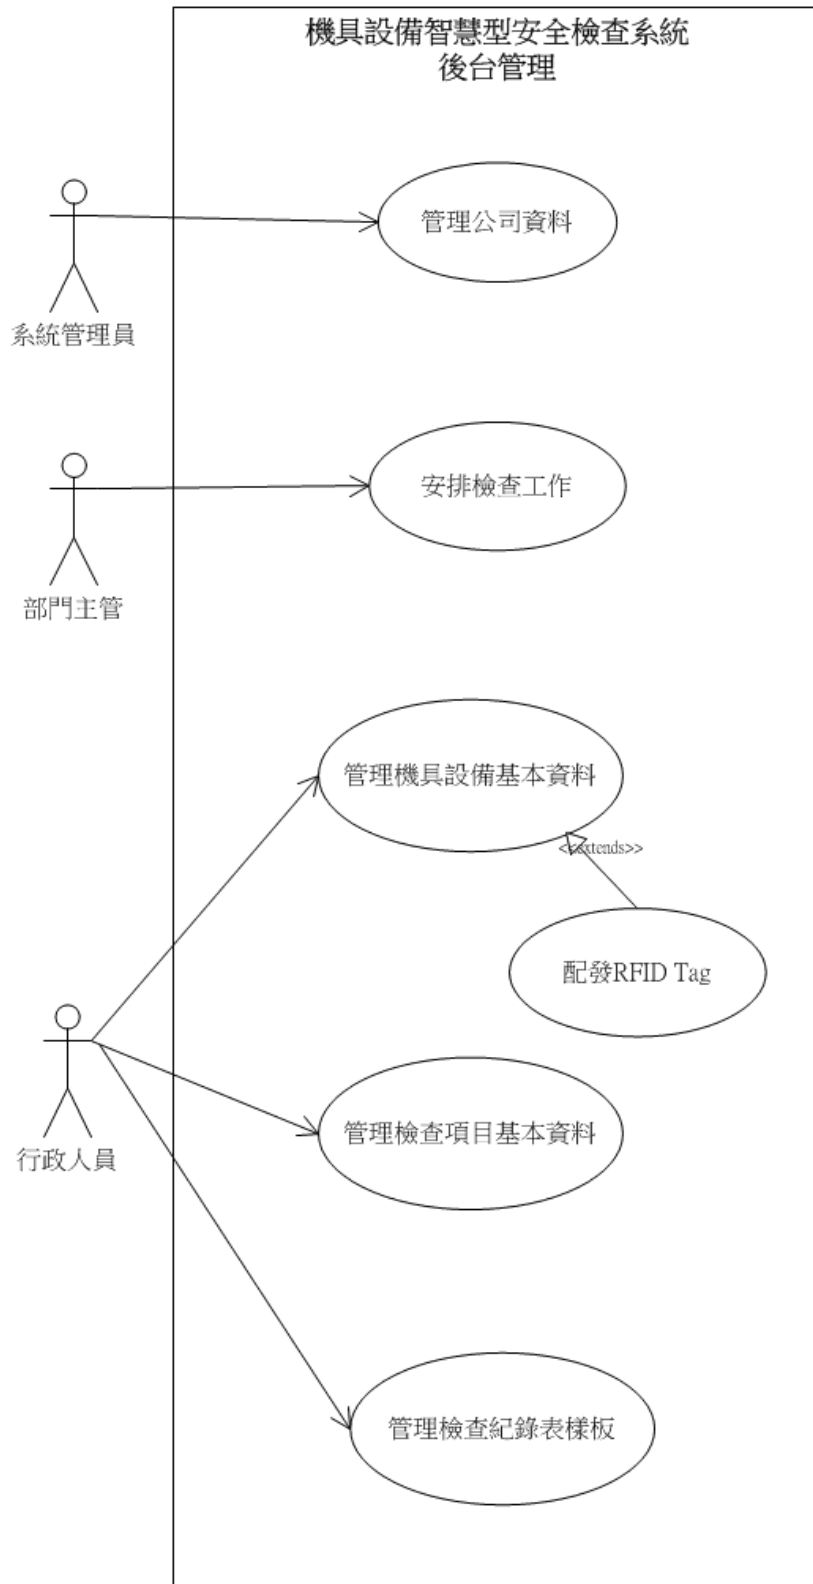 機具設備智慧型安全檢查系統
後台管理
管理公司資料
系統管理員
安排檢查工作
部門主管
管理機具設備基本資料
<<extends>>
配發RFID Tag
行政人員
管理檢查項目基本資料
管理檢查紀錄表樣板